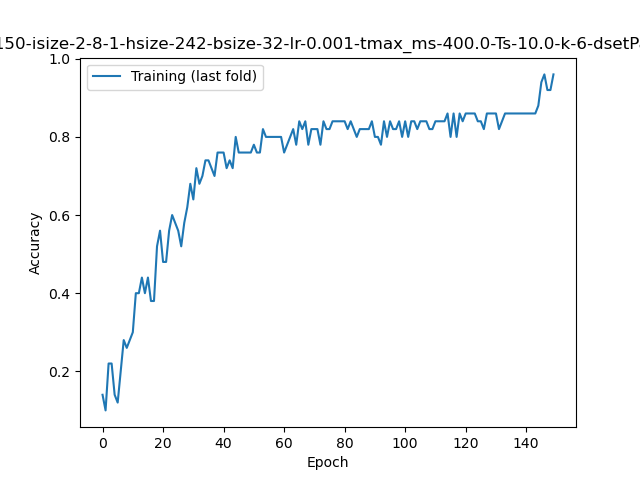 150-isize-2-8-1-hsize-242-bsize-32-lr-0.001-tmax_ms-400.0-Ts-10.0-k-6-dsetPa
Training (last fold)
1.0
0.8
0.6
0.4
0.2
Accuracy
0 20 40 60 80 100 120 140
Epoch